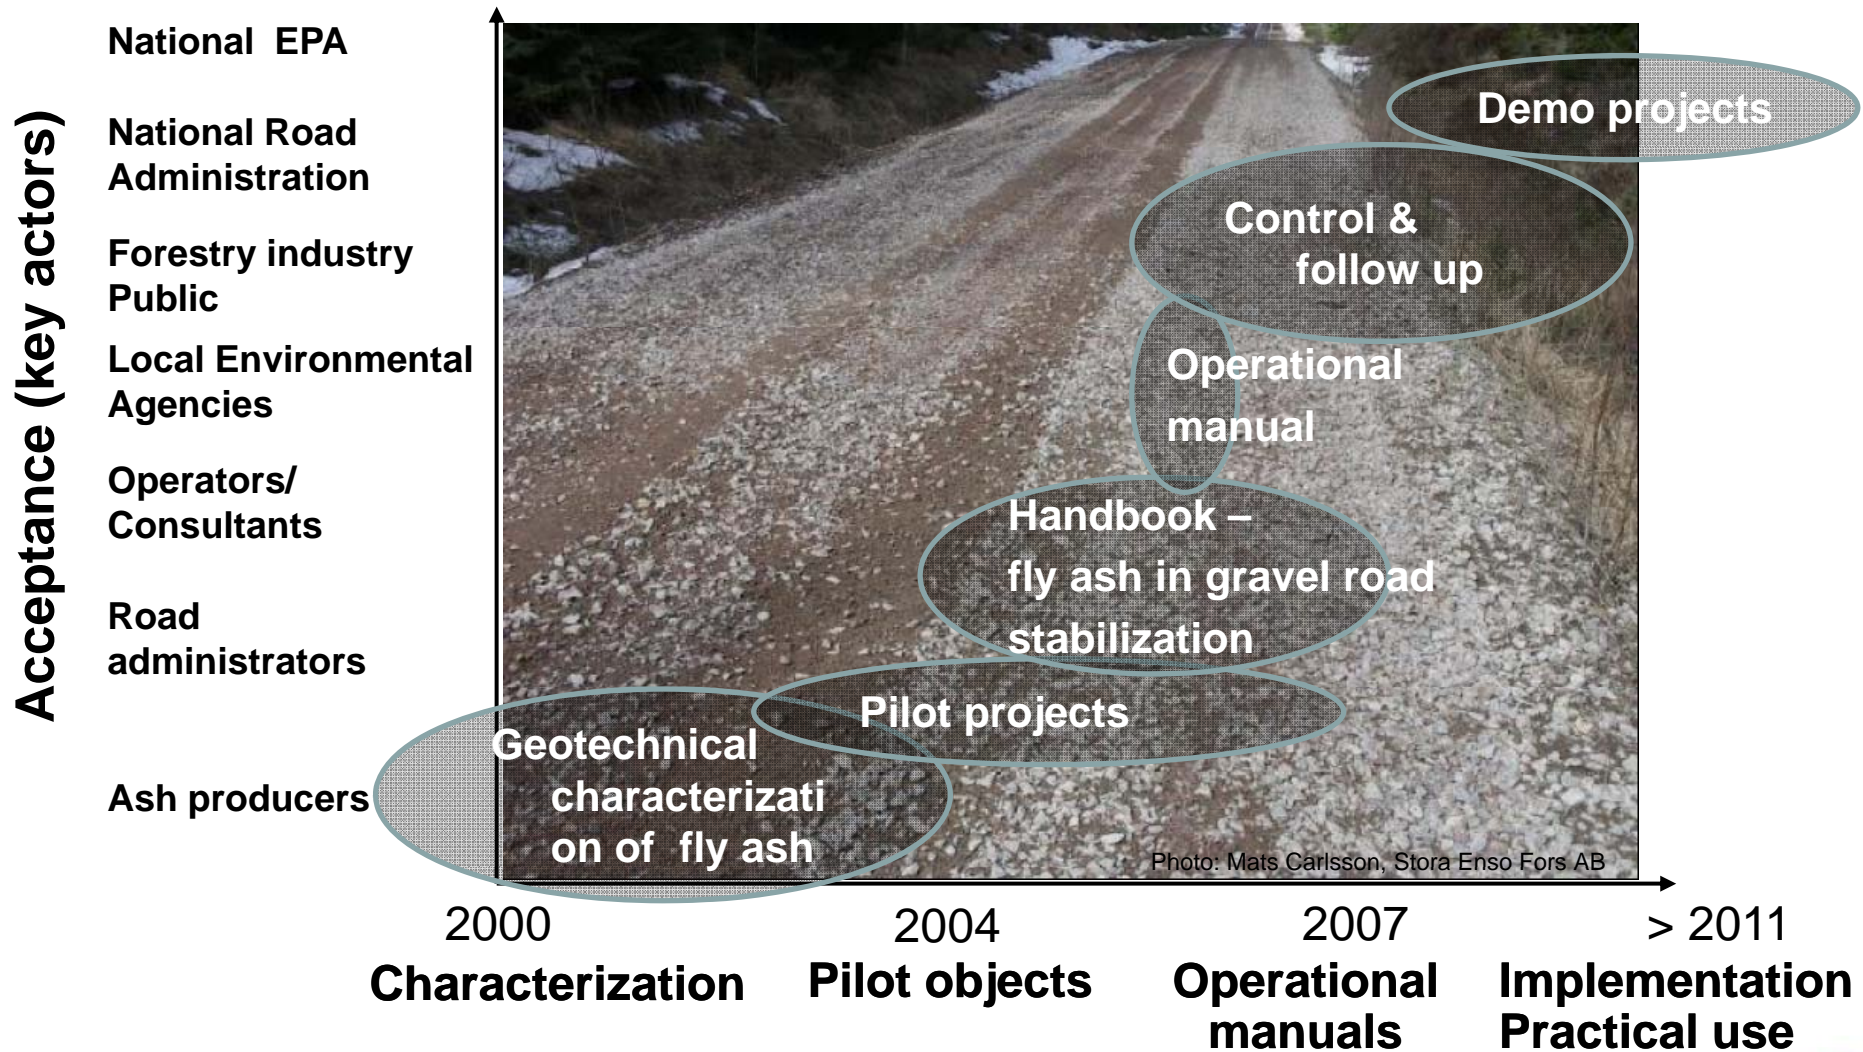 Acceptance (key actors)
National EPA
National Road
Administration
Forestry industry
Public
Local Environmental
Agencies
Operators/
Consultants
Road
administrators
Ash producers
Demo projects
Control &
follow up
Operational
manual
Handbook –
fly ash in gravel road
stabilization
Pilot projects
Geotechnical
characterizati
on of fly ash
Photo: Mats Carlsson, Stora Enso Fors AB
2000
2004
2007
> 2011
Characterization
Pilot objects
Operational
manuals
Implementation
Practical use